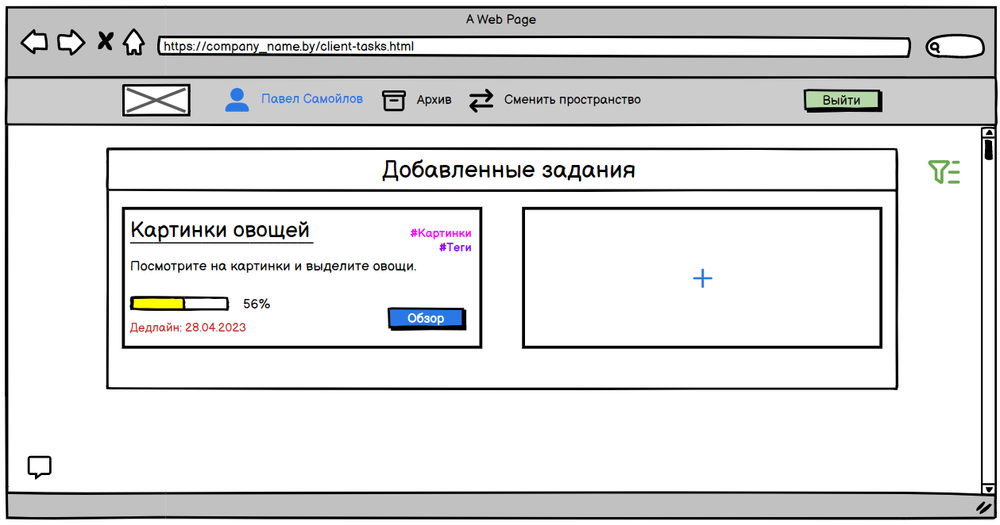 A Web Page
https://company_name.by/client-tasks.html
Павел Самойлов
Архив
Сменить пространство
Выйти
Добавленные задания
Картинки овощей
#Картинки
#Теги
Посмотрите на картинки и выделите овощи.
56%
Обзор
Дедлайн: 28.04.2023